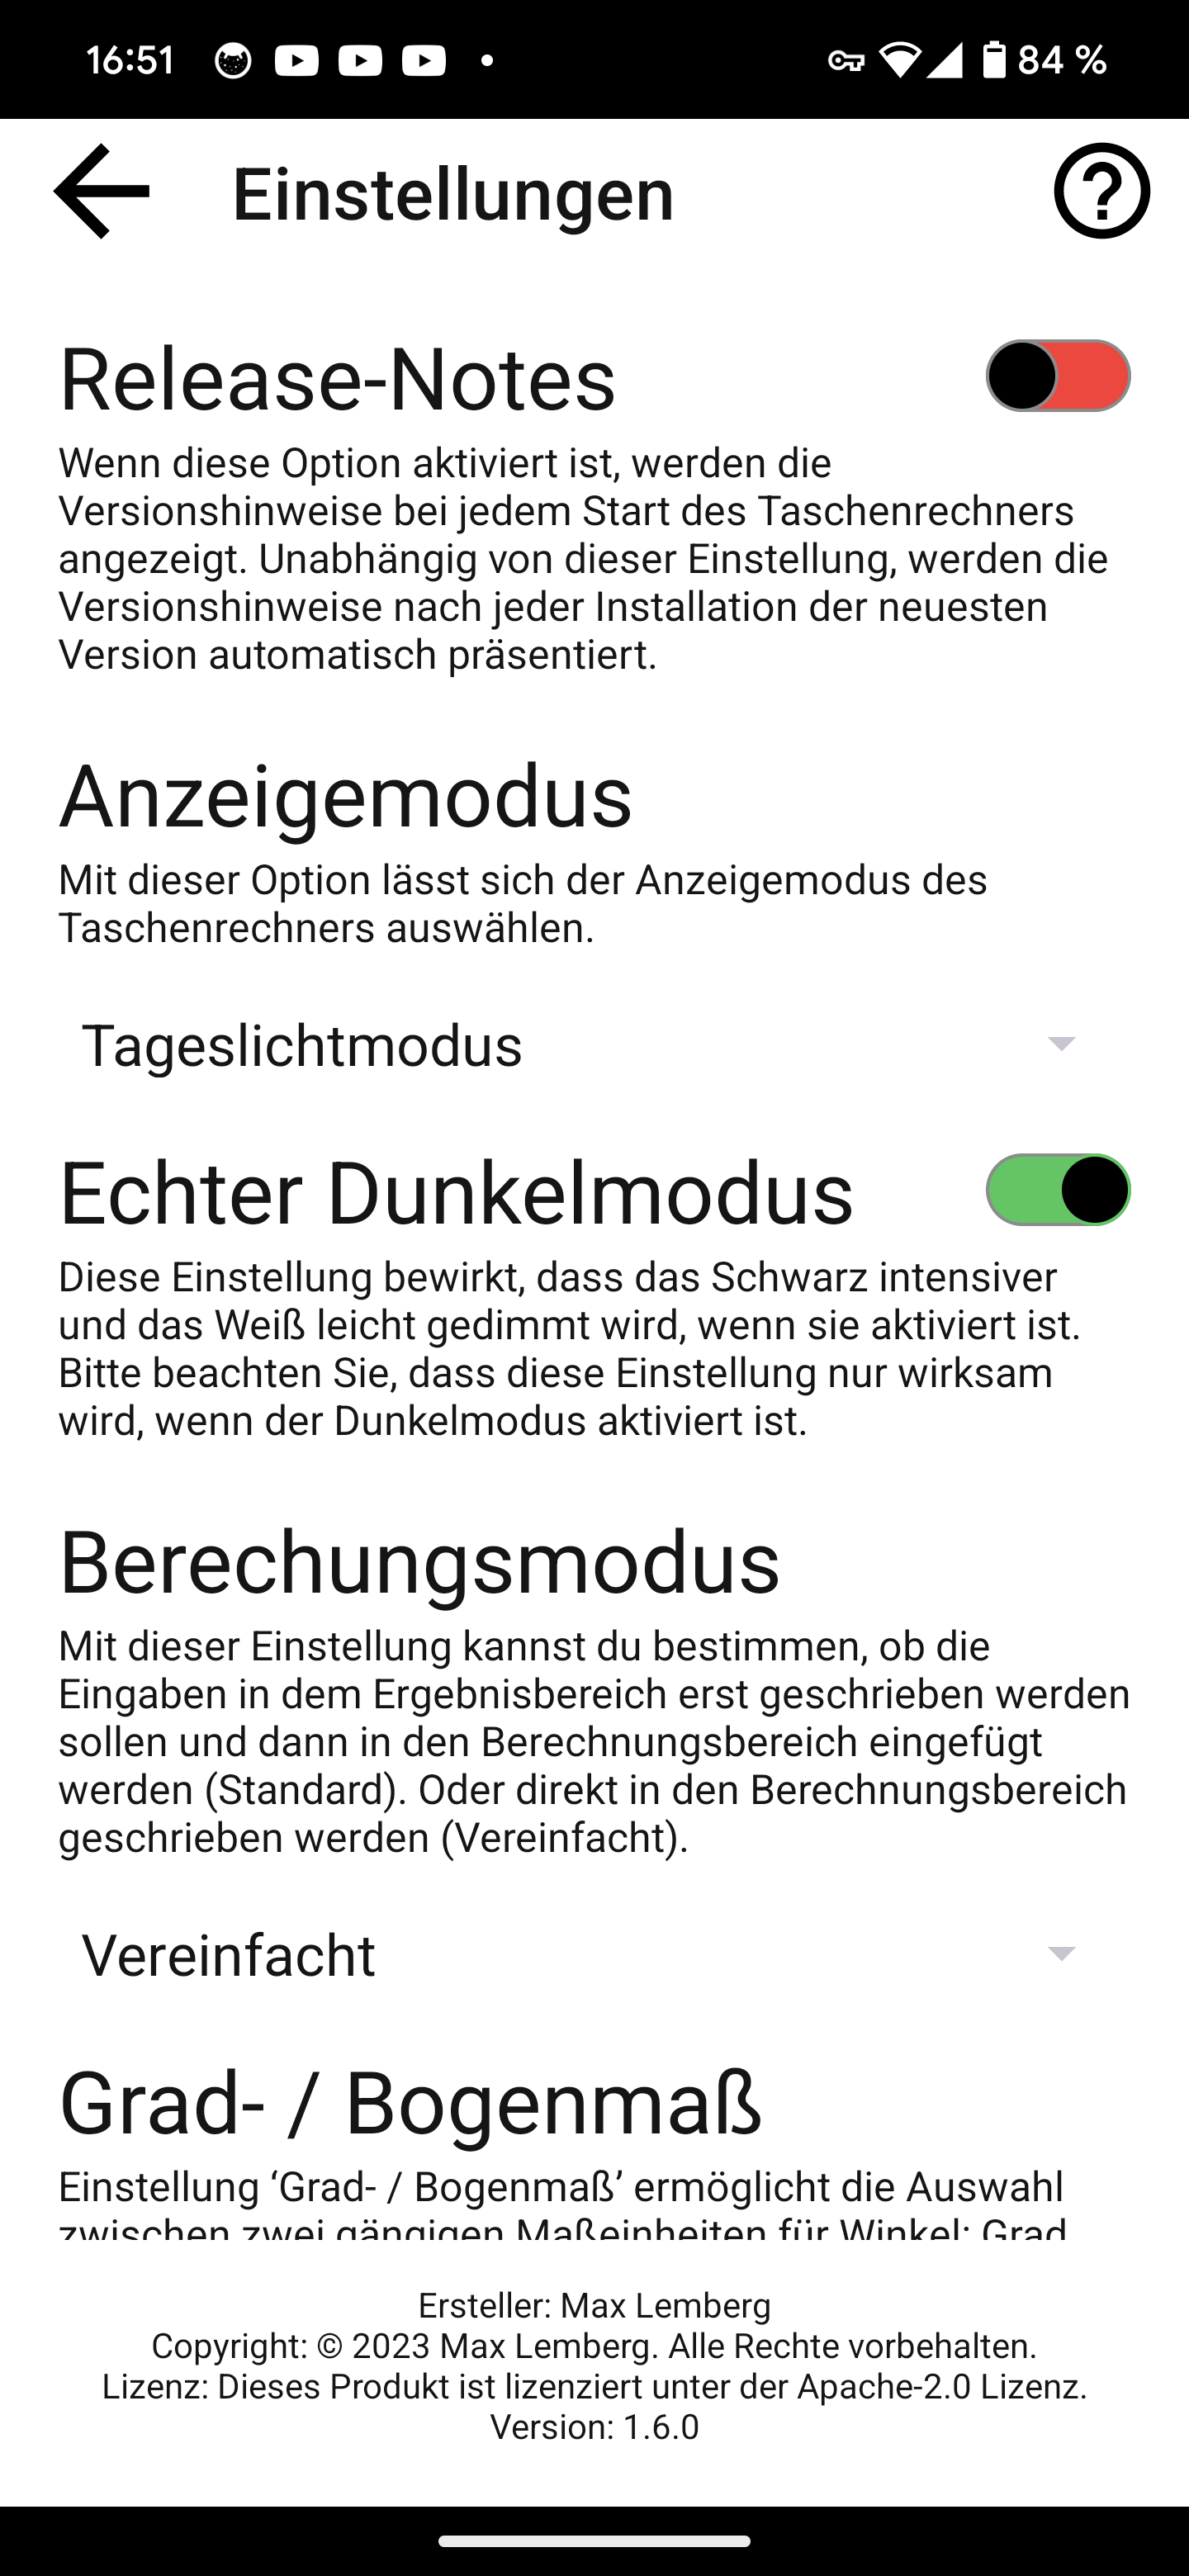 16:51
84 %
Einstellungen
Release-Notes
Wenn diese Option aktiviert ist, werden die
Versionshinweise bei jedem Start des Taschenrechners
angezeigt. Unabhängig von dieser Einstellung, werden die
Versionshinweise nach jeder Installation der neuesten
Version automatisch präsentiert.
Anzeigemodus
Mit dieser Option lässt sich der Anzeigemodus des
Taschenrechners auswählen.
Tageslichtmodus
Echter Dunkelmodus
Diese Einstellung bewirkt, dass das Schwarz intensiver
und das Weiß leicht gedimmt wird, wenn sie aktiviert ist.
Bitte beachten Sie, dass diese Einstellung nur wirksam
wird, wenn der Dunkelmodus aktiviert ist.
Berechungsmodus
Mit dieser Einstellung kannst du bestimmen, ob die
Eingaben in dem Ergebnisbereich erst geschrieben werden
sollen und dann in den Berechnungsbereich eingefügt
werden (Standard). Oder direkt in den Berechnungsbereich
geschrieben werden (Vereinfacht).
Vereinfacht
Grad- / Bogenmaß
Einstellung ‘Grad- / Bogenmaß’ ermöglicht die Auswahl
zwischen zwei gängigen Maßeinheiten für Winkel: Grad
Ersteller: Max Lemberg
Copyright: © 2023 Max Lemberg. Alle Rechte vorbehalten.
Lizenz: Dieses Produkt ist lizenziert unter der Apache-2.0 Lizenz.
Version: 1.6.0